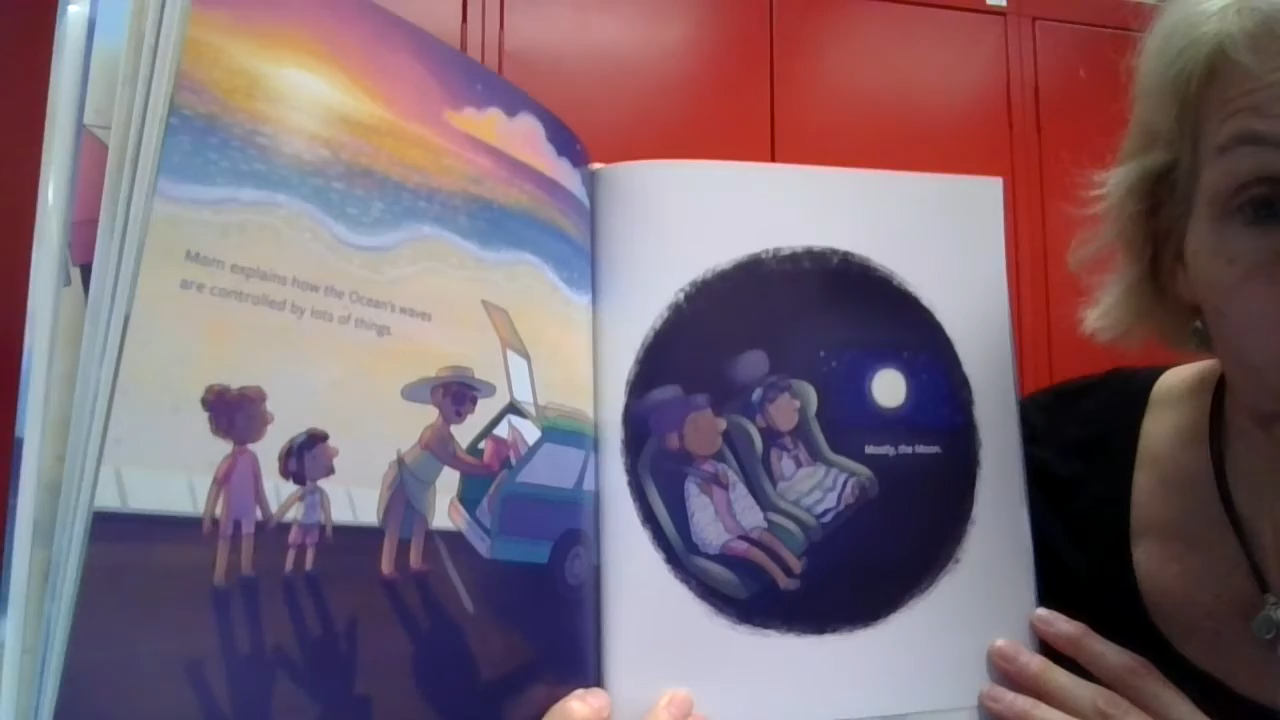 Mom explains how the Ocean's waves
are controlled by lots of things.
Mostly, the Moon.